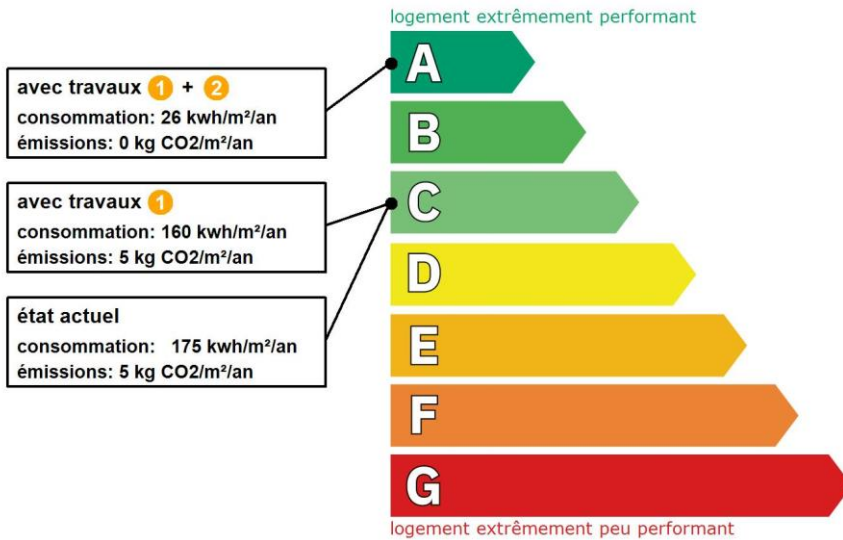 logement extrêmement performant
avec travaux 1 + 2
consommation: 26 kwh/m²/an
émissions: 0 kg CO2/m²/an
avec travaux 1
consommation: 160 kwh/m²/an
émissions: 5 kg CO2/m²/an
état actuel
consommation: 175 kwh/m²/an
émissions: 5 kg CO2/m²/an
A
B
C
D
E
F
G
logement extrêmement peu performant